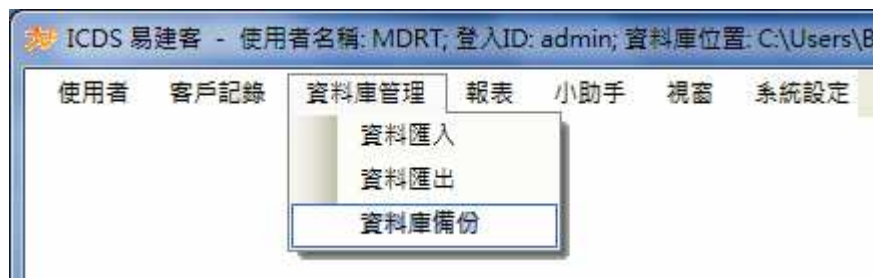 ICDS 易建客 - 使用者名稱: MDRT; 登入ID: admin; 資料庫位置: C:\Users\B
使用者 客戶記錄 資料庫管理 報表 小助手 視窗 系統設定
資料匯入
資料匯出
資料庫備份